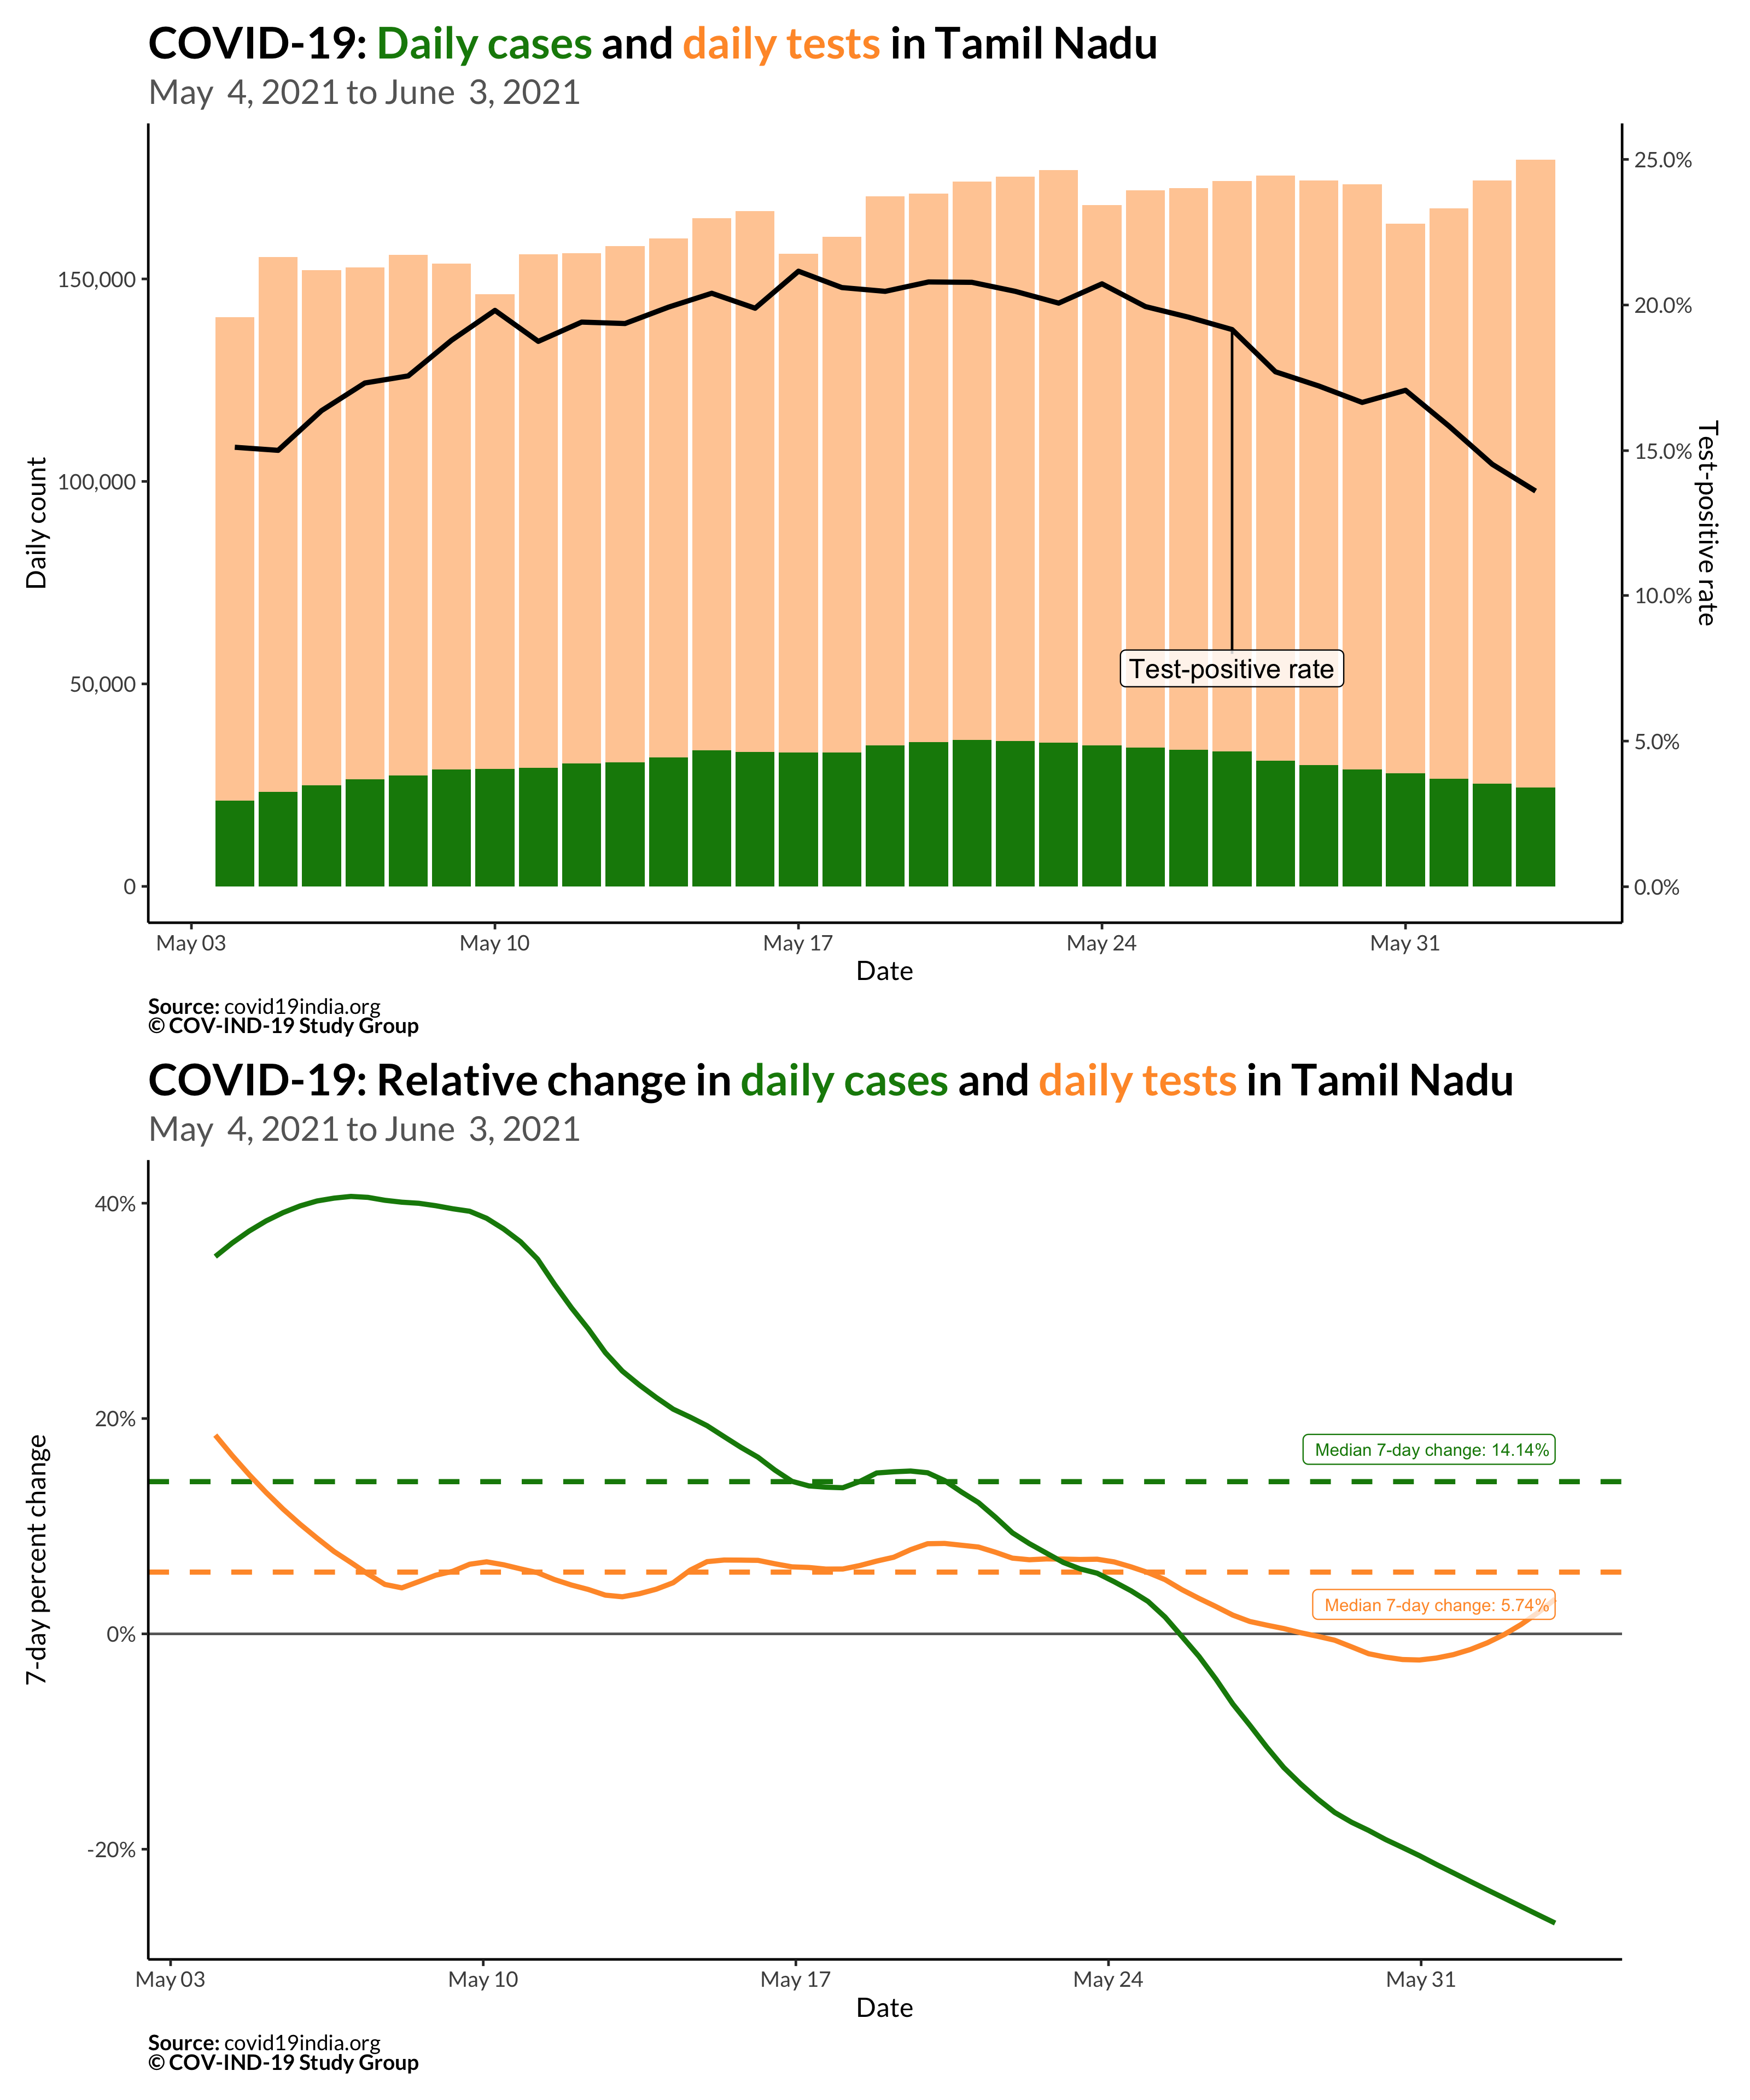 COVID-19: Daily cases and daily tests in Tamil Nadu
May 4, 2021 to June 3, 2021
25.0%
150,000
20.0%
15.0%
100,000
10.0%
50,000
5.0%
0
0.0%
Daily count
Test-positive rate
Test-positive rate
May 03 May 10 May 17 May 24 May 31
Date
Source: covid19india.org
© COV-IND-19 Study Group
COVID-19: Relative change in daily cases and daily tests in Tamil Nadu
May 4, 2021 to June 3, 2021
40%
20%
0%
-20%
7-day percent change
Median 7-day change: 14.14%
Median 7-day change: 5.74%
May 03 May 10 May 17 May 24 May 31
Date
Source: covid19india.org
© COV-IND-19 Study Group